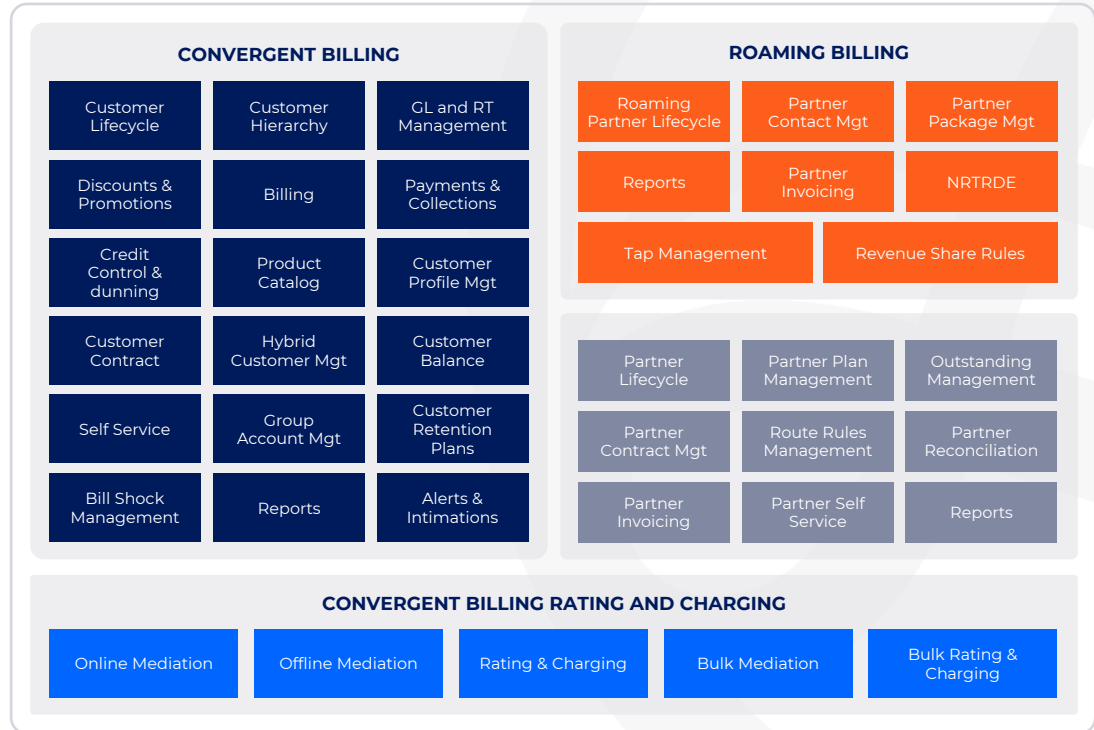 CONVERGENT BILLING
Customer
Lifecycle
Customer
Hierarchy
GL and RT
Management
Discounts &
Promotions
Billing
Payments &
Collections
Credit
Control &
dunning
Product
Catalog
Customer
Profile Mgt
Customer
Contract
Hybrid
Customer Mgt
Customer
Balance
Self Service
Group
Account Mgt
Customer
Retention
Plans
Bill Shock
Management
Reports
Alerts &
Intimations
ROAMING BILLING
Roaming
Partner Lifecycle
Partner
Contact Mgt
Partner
Package Mgt
Reports
Partner
Invoicing
NRTRDE
Tap Management
Revenue Share Rules
Partner
Lifecycle
Partner Plan
Management
Outstanding
Management
Partner
Contract Mgt
Route Rules
Management
Partner
Reconciliation
Partner
Invoicing
Partner Self
Service
Reports
CONVERGENT BILLING RATING AND CHARGING
Online Mediation
Offline Mediation
Rating & Charging
Bulk Mediation
Bulk Rating &
Charging